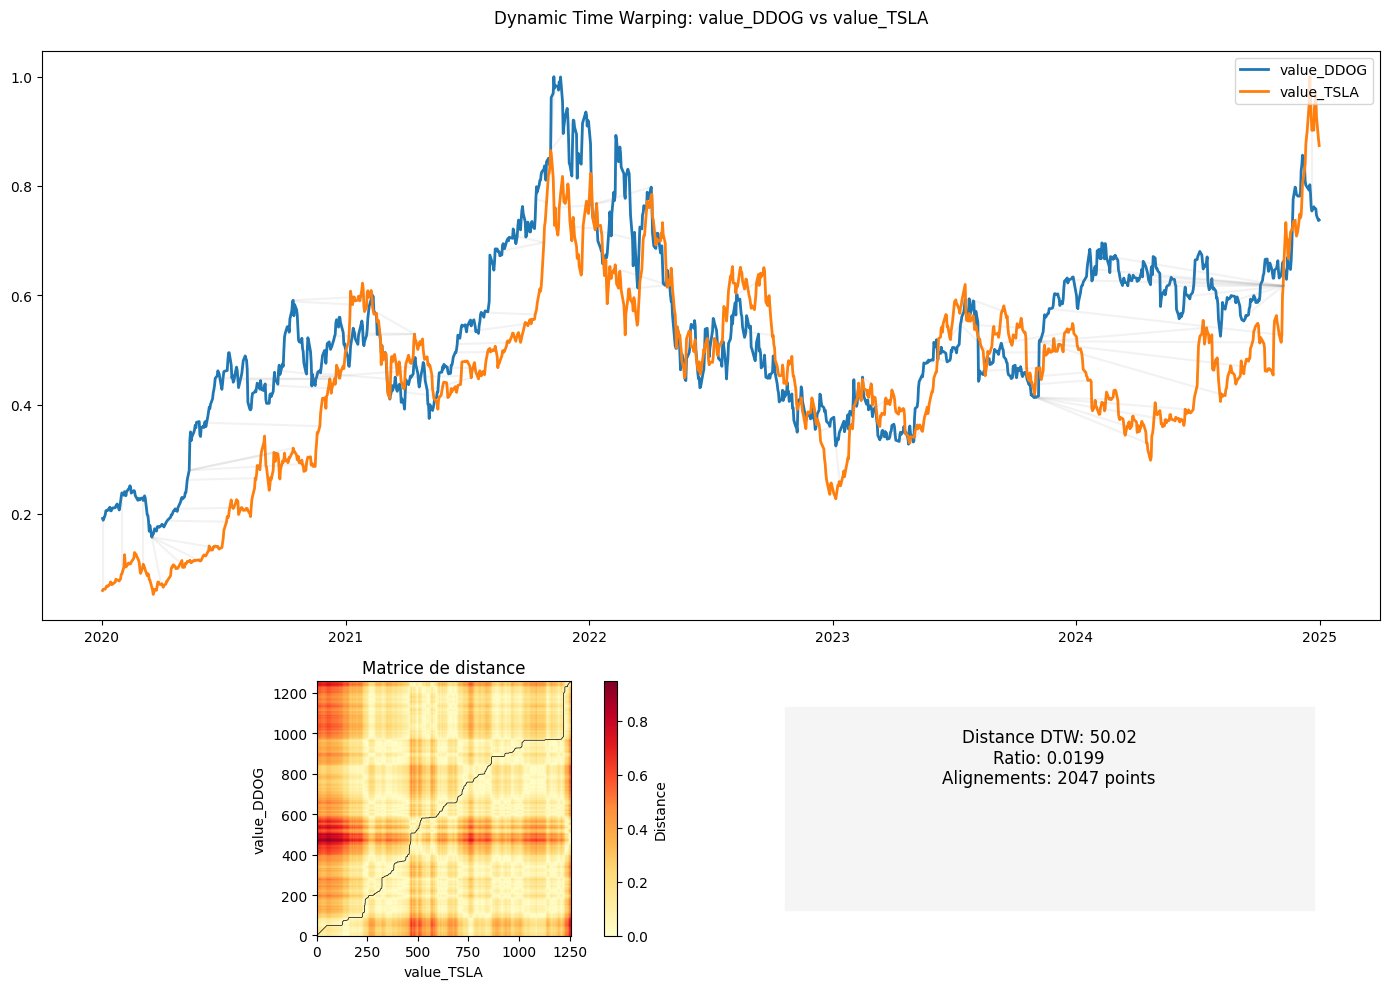 Dynamic Time Warping: value_DDOG vs value_TSLA
value_DDOG
value_TSLA
1.0
0.8
0.6
0.4
0.2
2020 2021 2022 2023 2024 2025
Matrice de distance
value_DDOG
1200
1000
800
600
400
200
0
0 250 500 750 1000 1250
value_TSLA
0.8
0.6
0.4
0.2
0.0
Distance
Distance DTW: 50.02
Ratio: 0.0199
Alignements: 2047 points